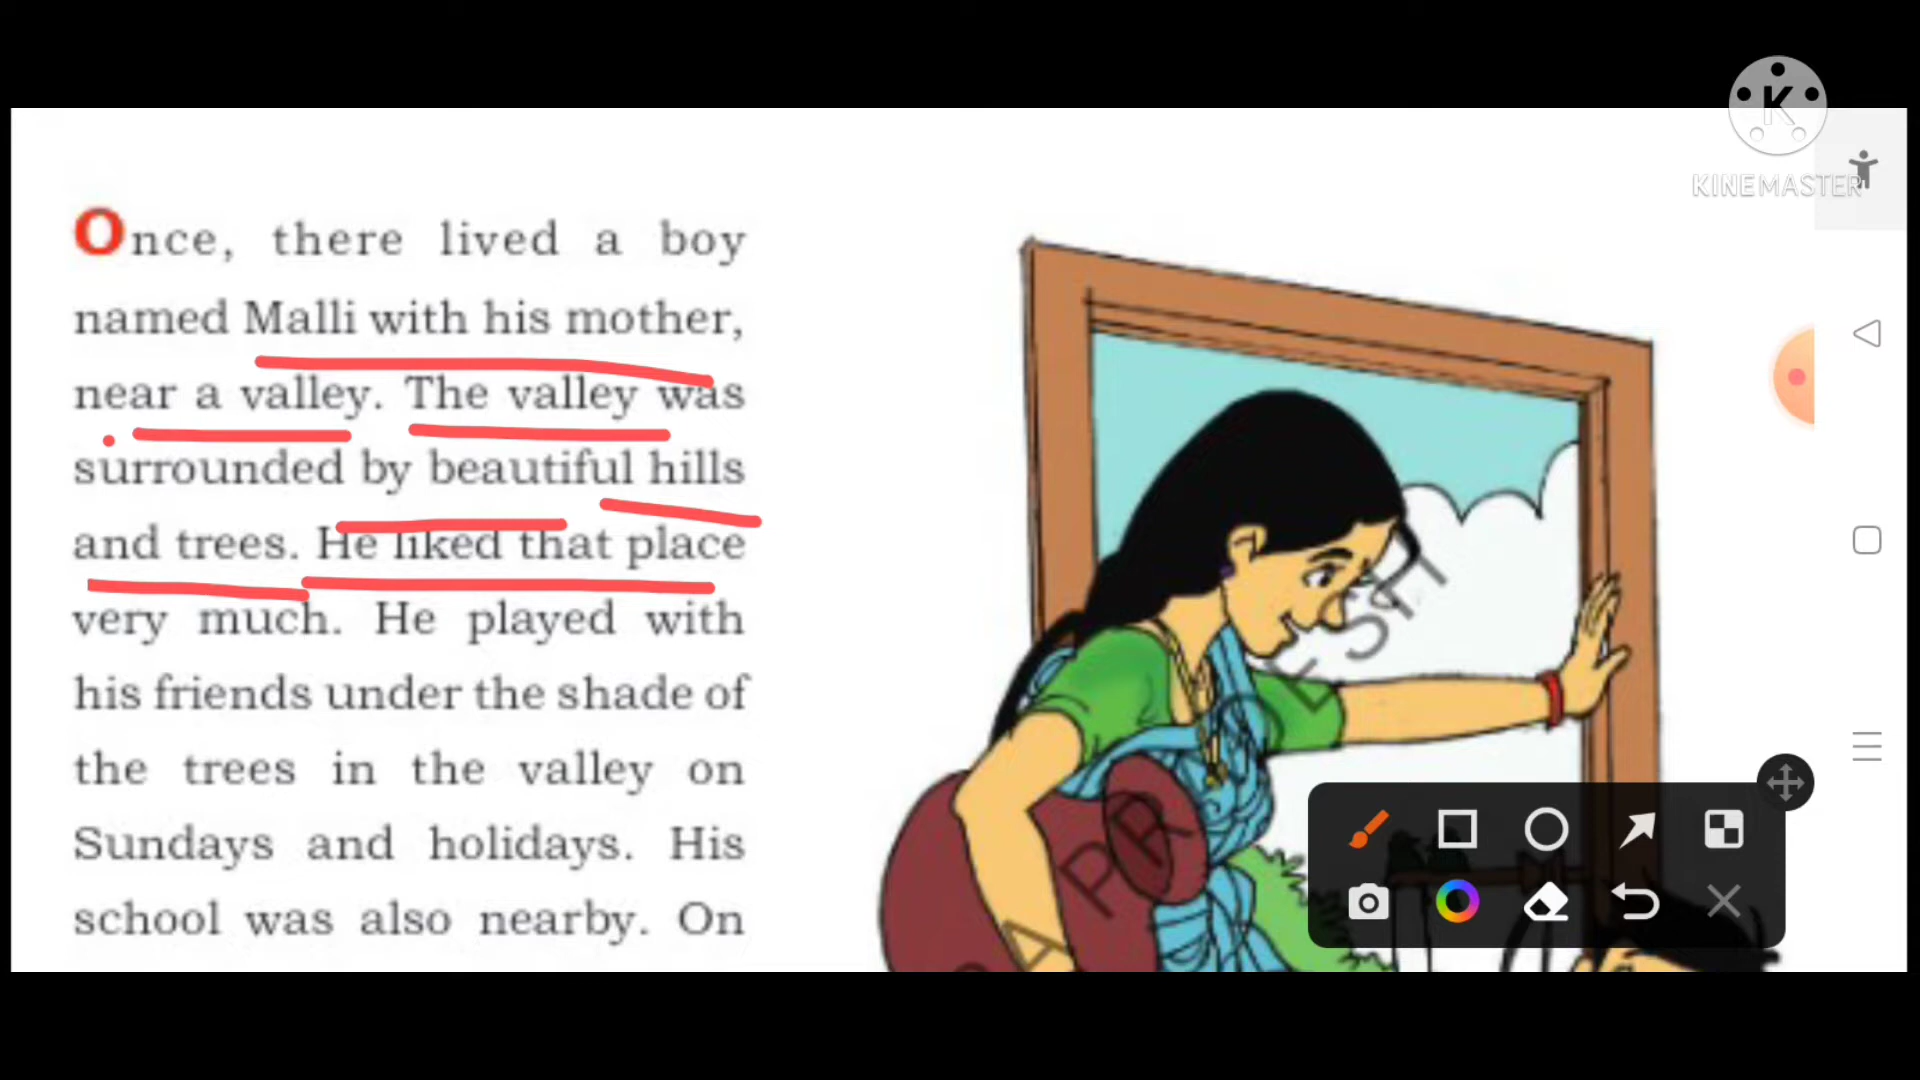 KINEMASTER
Once, there lived a boy
named Malli with his mother,
near a valley. The valley was
surrounded by beautiful hills
and trees. He liked that place
very much. He played with
his friends under the shade of
the trees in the valley on
Sundays and holidays. His
school was also nearby. On